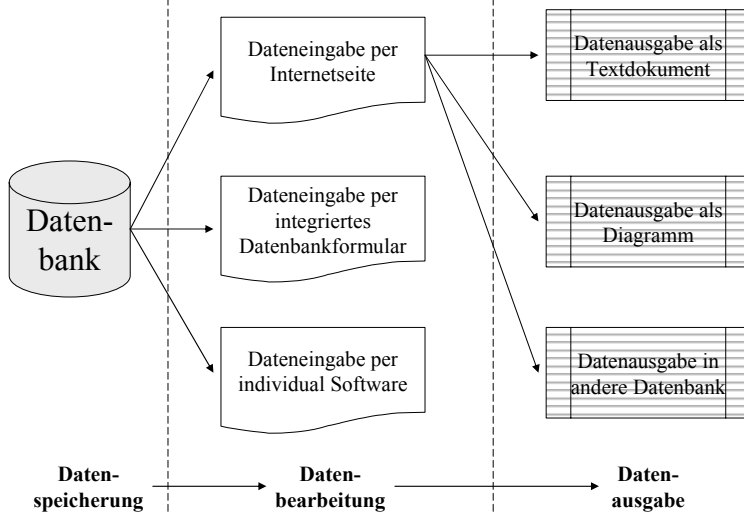 Daten-
bank
Dateneingabe per
Internetseite
Dateneingabe per
integriertes
Datenbankformular
Dateneingabe per
individual Software
Datenausgabe als
Textdokument
Datenausgabe als
Diagramm
Datenausgabe in
andere Datenbank
Daten-
speicherung
Daten-
bearbeitung
Daten-
ausgabe